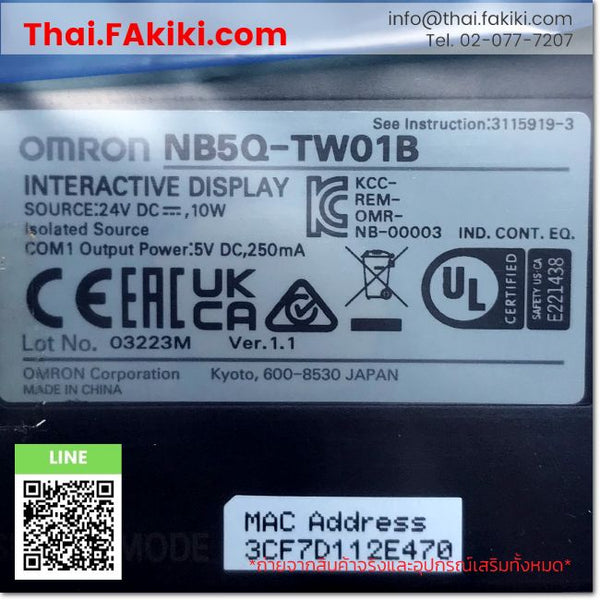 Thai.FAkiki.com
info@thai.fakiki.com
Tel. 02-077-7207
See Instruction:3115919-3
OMRON NB5Q-TW01B
INTERACTIVE DISPLAY
SOURCE:24V DC⎓,10W
Isolated Source
COM1 Output Power:5V DC,250mA
KCC-
REM-
OMR-
NB-00003 IND. CONT. EQ.
CE EAC UK CA
UL CERTIFIED SAFETY US-CA E221438
Lot No. 03223M Ver.1.1
OMRON Corporation Kyoto, 600-8530 JAPAN
MADE IN CHINA
LINE
MODE
MAC Address
3CF7D112E470
*ถ่ายจากสินค้าจริงและอุปกรณ์เสริมทั้งหมด*